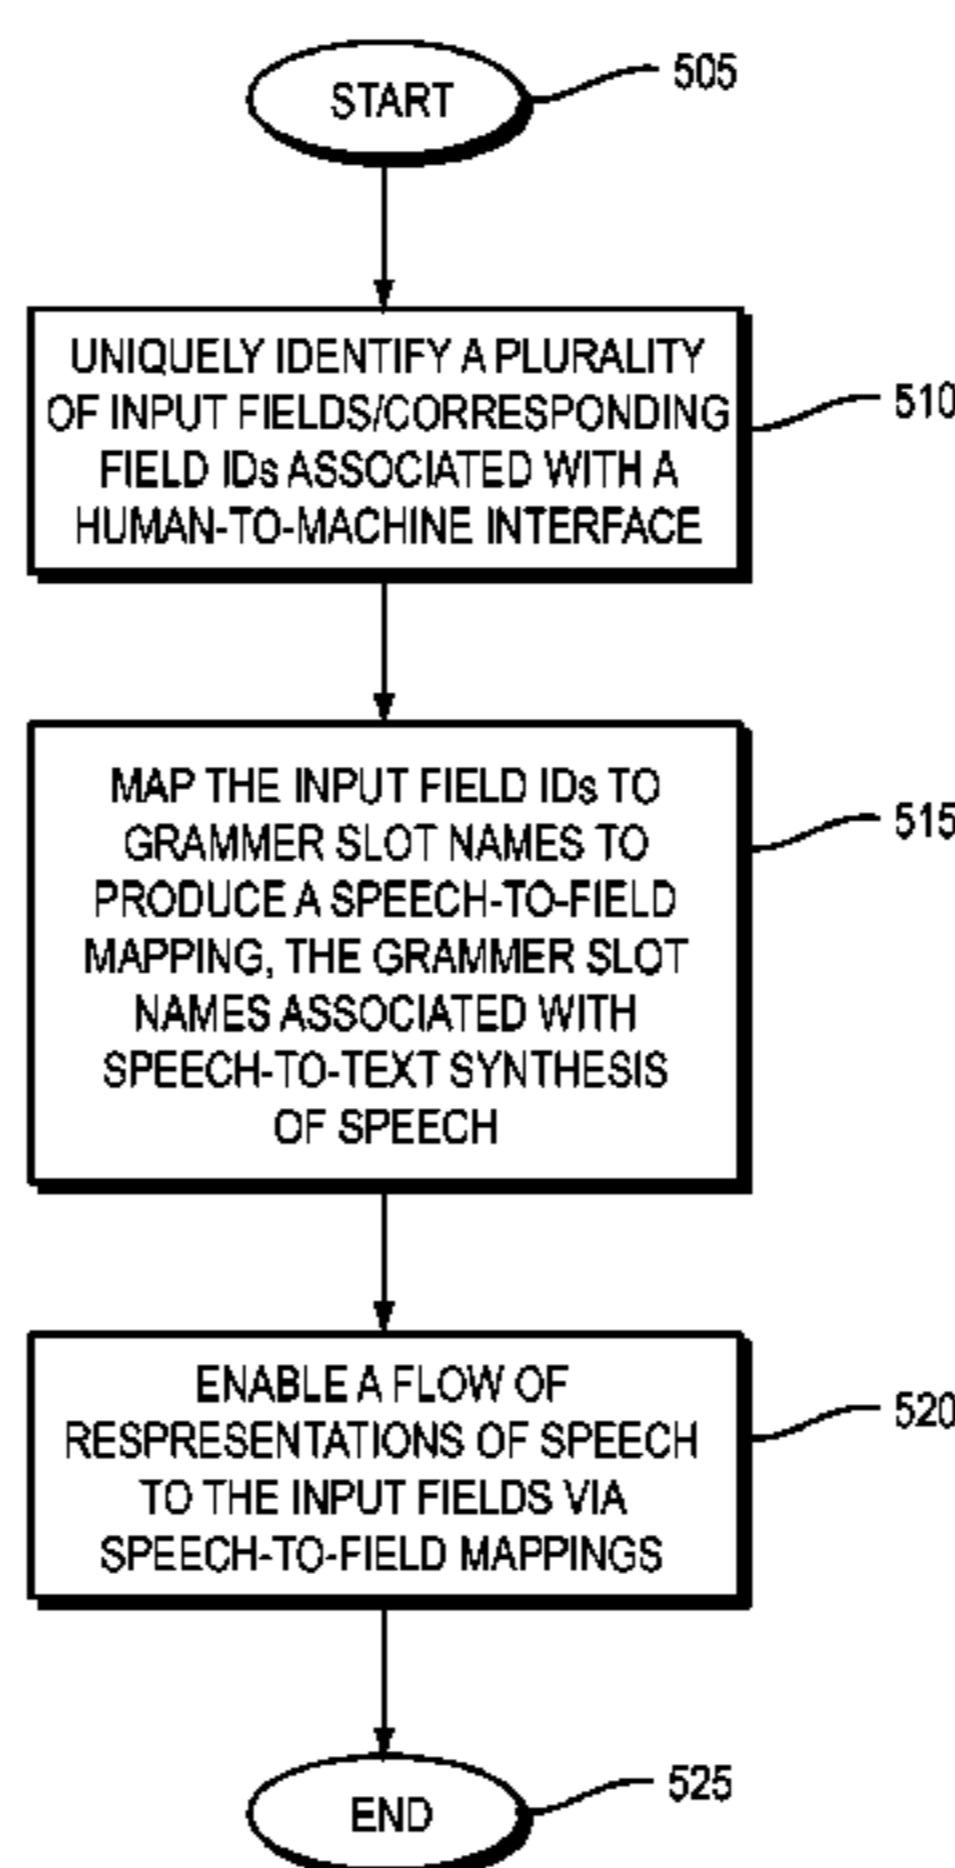 START
505
UNIQUELY IDENTIFY A PLURALITY
OF INPUT FIELDS/CORRESPONDING
FIELD IDs ASSOCIATED WITH A
HUMAN-TO-MACHINE INTERFACE
510
MAP THE INPUT FIELD IDs TO
GRAMMER SLOT NAMES TO
PRODUCE A SPEECH-TO-FIELD
MAPPING, THE GRAMMER SLOT
NAMES ASSOCIATED WITH
SPEECH-TO-TEXT SYNTHESIS
OF SPEECH
515
ENABLE A FLOW OF
RESPRESENTATIONS OF SPEECH
TO THE INPUT FIELDS VIA
SPEECH-TO-FIELD MAPPINGS
520
END
525